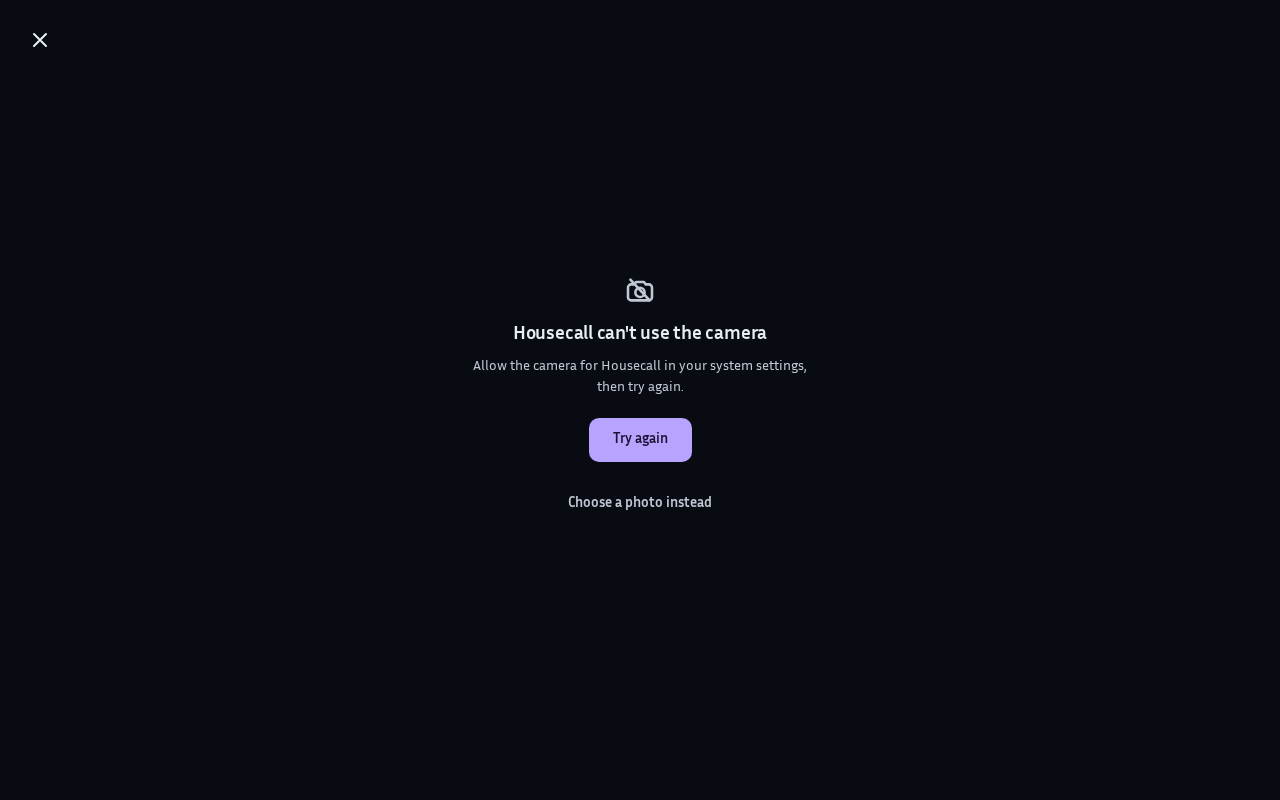 Housecall can't use the camera
Allow the camera for Housecall in your system settings,
then try again.
Try again
Choose a photo instead